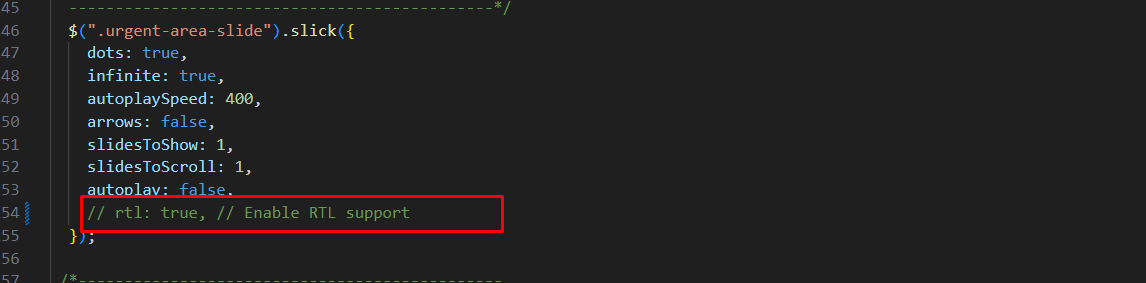 45 -----------------------------------------------*/
46 $(".urgent-area-slide").slick({
47 dots: true,
48 infinite: true,
49 autoplaySpeed: 400,
50 arrows: false,
51 slidesToShow: 1,
52 slidesToScroll: 1,
53 autoplay: false,
54 // rtl: true, // Enable RTL support
55 });
56
57 /*-----------------------------------------------